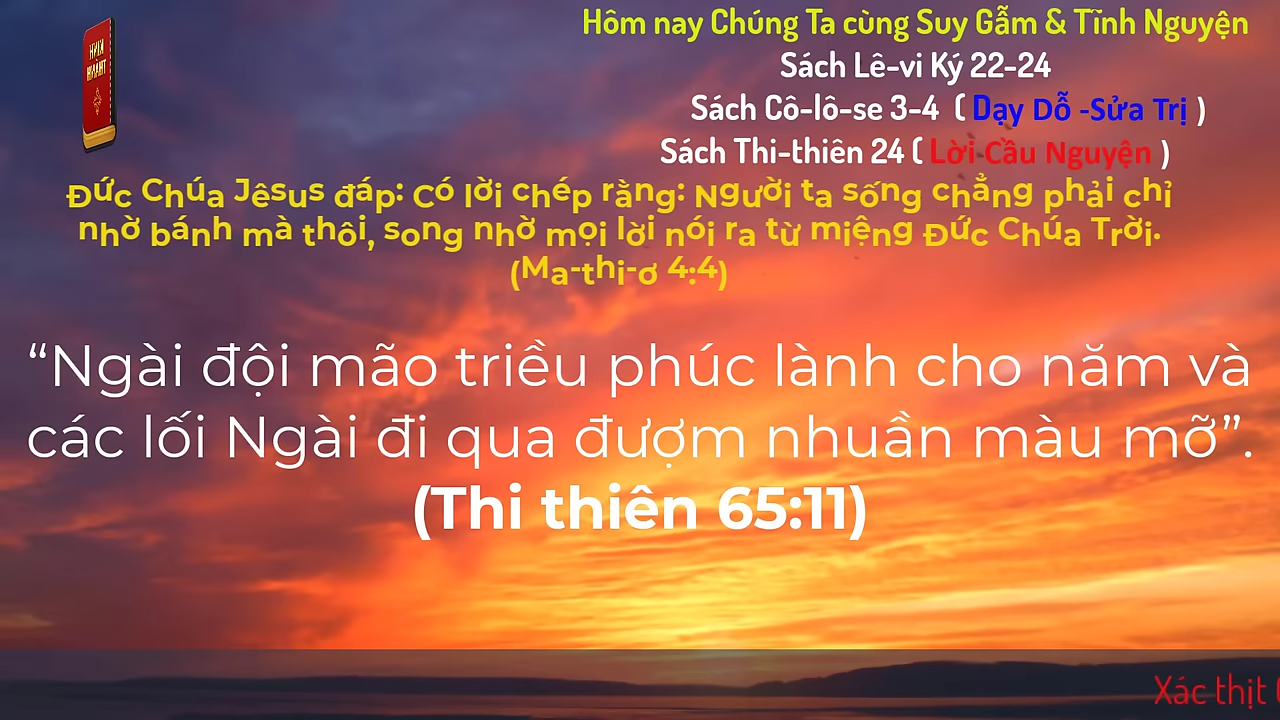 Hôm nay Chúng Ta cùng Suy Gẫm & Tĩnh Nguyện
Sách Lê-vi Ký 22-24
Sách Cô-lô-se 3-4 ( Dạy Dỗ -Sửa Trị )
Sách Thi-thiên 24 ( Lời Cầu Nguyện )
Đức Chúa Jêsus đáp: Có lời chép rằng: Người ta sống chẳng phải chỉ
nhờ bánh mà thôi, song nhờ mọi lời nói ra từ miệng Đức Chúa Trời.
(Ma-thi-ơ 4:4)
“Ngài đội mão triều phúc lành cho năm và
các lối Ngài đi qua đượm nhuần màu mỡ”.
(Thi thiên 65:11)
Xác thịt